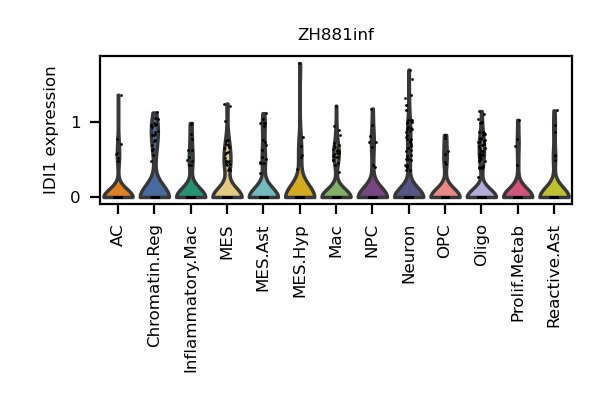 ZH881inf
IDI1 expression
1
0
AC
Chromatin.Reg
Inflammatory.Mac
MES
MES.Ast
MES.Hyp
Mac
NPC
Neuron
OPC
Oligo
Prolif.Metab
Reactive.Ast